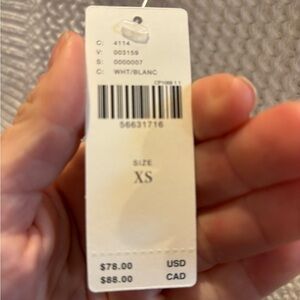 C: 4114
V: 003159
S: 0000007
C: WHT/BLANC
56631716
SIZE
XS
$78.00 USD
$88.00 CAD